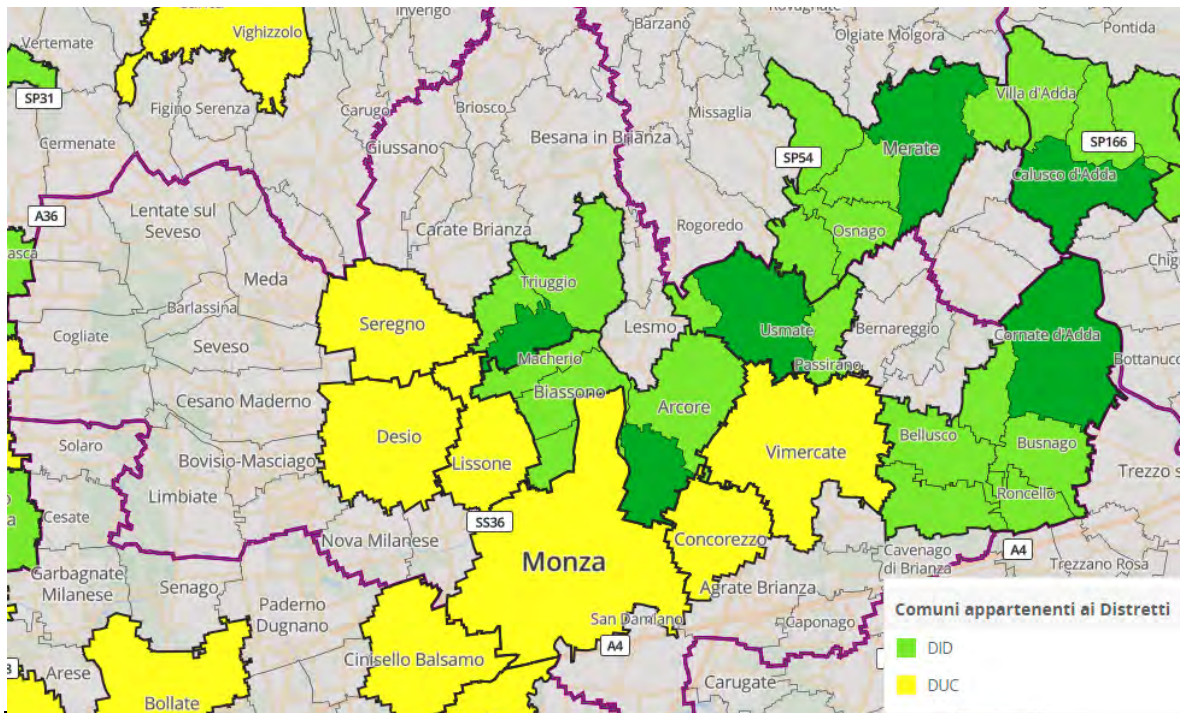 Vertemate
SP31
Cermenate
Figino Serenza
Vighizzolo
Inverigo
Carugo
Giussano
Briosco
Barzano
Besana in Brianza
Missaglia
Olgiate Molgora
Rovagnate
Pontida
Villa d'Adda
SP166
SP54
Merate
Calusco d'Adda
A36
Lentate sul
Seveso
Carate Brianza
Rogoredo
Osnago
Meda
Triuggio
Barlassina
Cogliate
Seveso
Seregno
Lesmo
Usmate
Bernareggio
Cornate d'Adda
Macherio
Passirano
Bottanuco
Cesano Maderno
Biassono
Arcore
Desio
Bellusco
Busnago
Solaro
Bovisio-Masciago
Lissone
Vimercate
Limbiate
Trezzo s
Roncello
Cesate
SS36
Nova Milanese
Concorezzo
Monza
A4
Cavenago
di Brianza
Trezzano Rosa
Garbagnate
Milanese
Senago
Agrate Brianza
Paderno
Dugnano
San Damiano
Caponago
A4
Arese
Cinisello Balsamo
Carugate
Bollate
Comuni appartenenti ai Distretti
DID
DUC